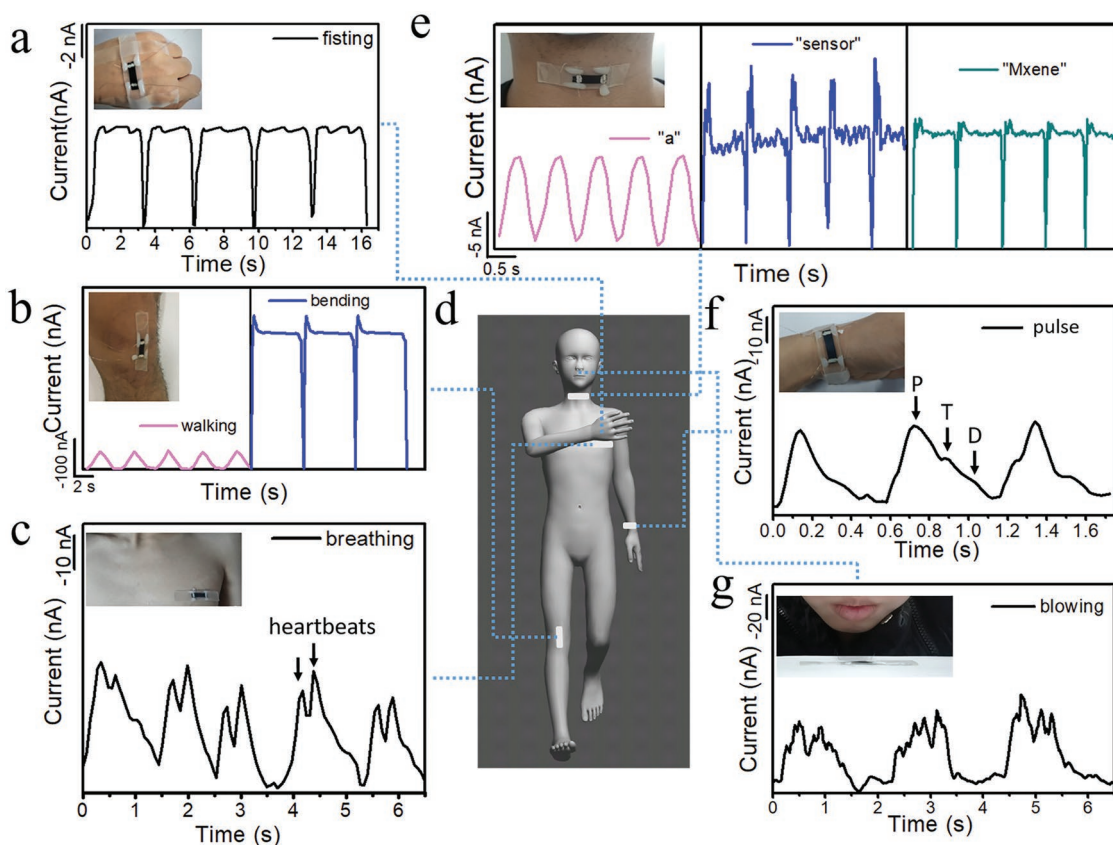 a
-2 nA
fisting
Current(nA)
0 2 4 6 8 10 12 14 16
Time (s)
b
bending
walking
Current (nA)
-100 nA
2 s
Time (s)
c
-10 nA
breathing
heartbeats
Current (nA)
0 1 2 3 4 5 6
Time (s)
d
e
"a"
"sensor"
"Mxene"
Current (nA)
-5 nA
0.5 s
Time (s)
f
-10 nA
pulse
P
T
D
Current (nA)
0.0 0.2 0.4 0.6 0.8 1.0 1.2 1.4 1.6
Time (s)
g
-20 nA
blowing
Current (nA)
0 1 2 3 4 5 6
Time (s)